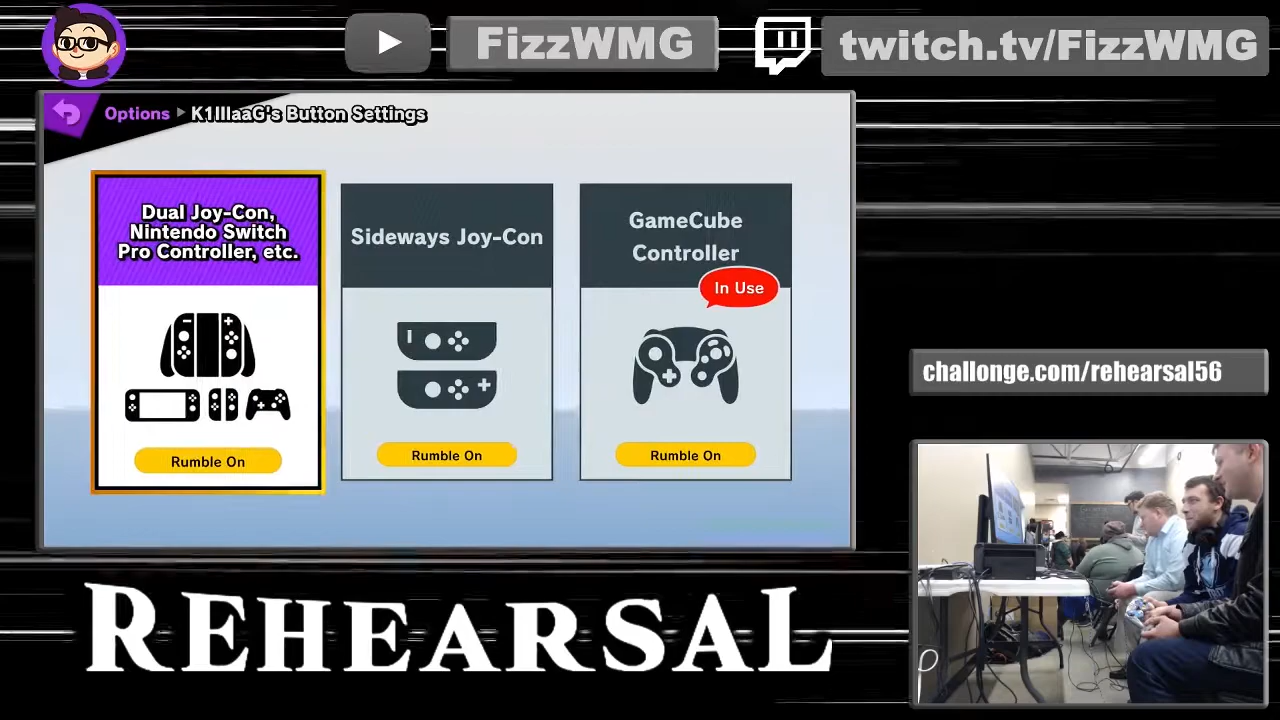 FizzWMG
twitch.tv/FizzWMG
Options ▶ K1lllaaG's Button Settings
Dual Joy-Con,
Nintendo Switch
Pro Controller, etc.
Rumble On
Sideways Joy-Con
Rumble On
GameCube
Controller
In Use
Rumble On
challonge.com/rehearsal56
REHEARSAL